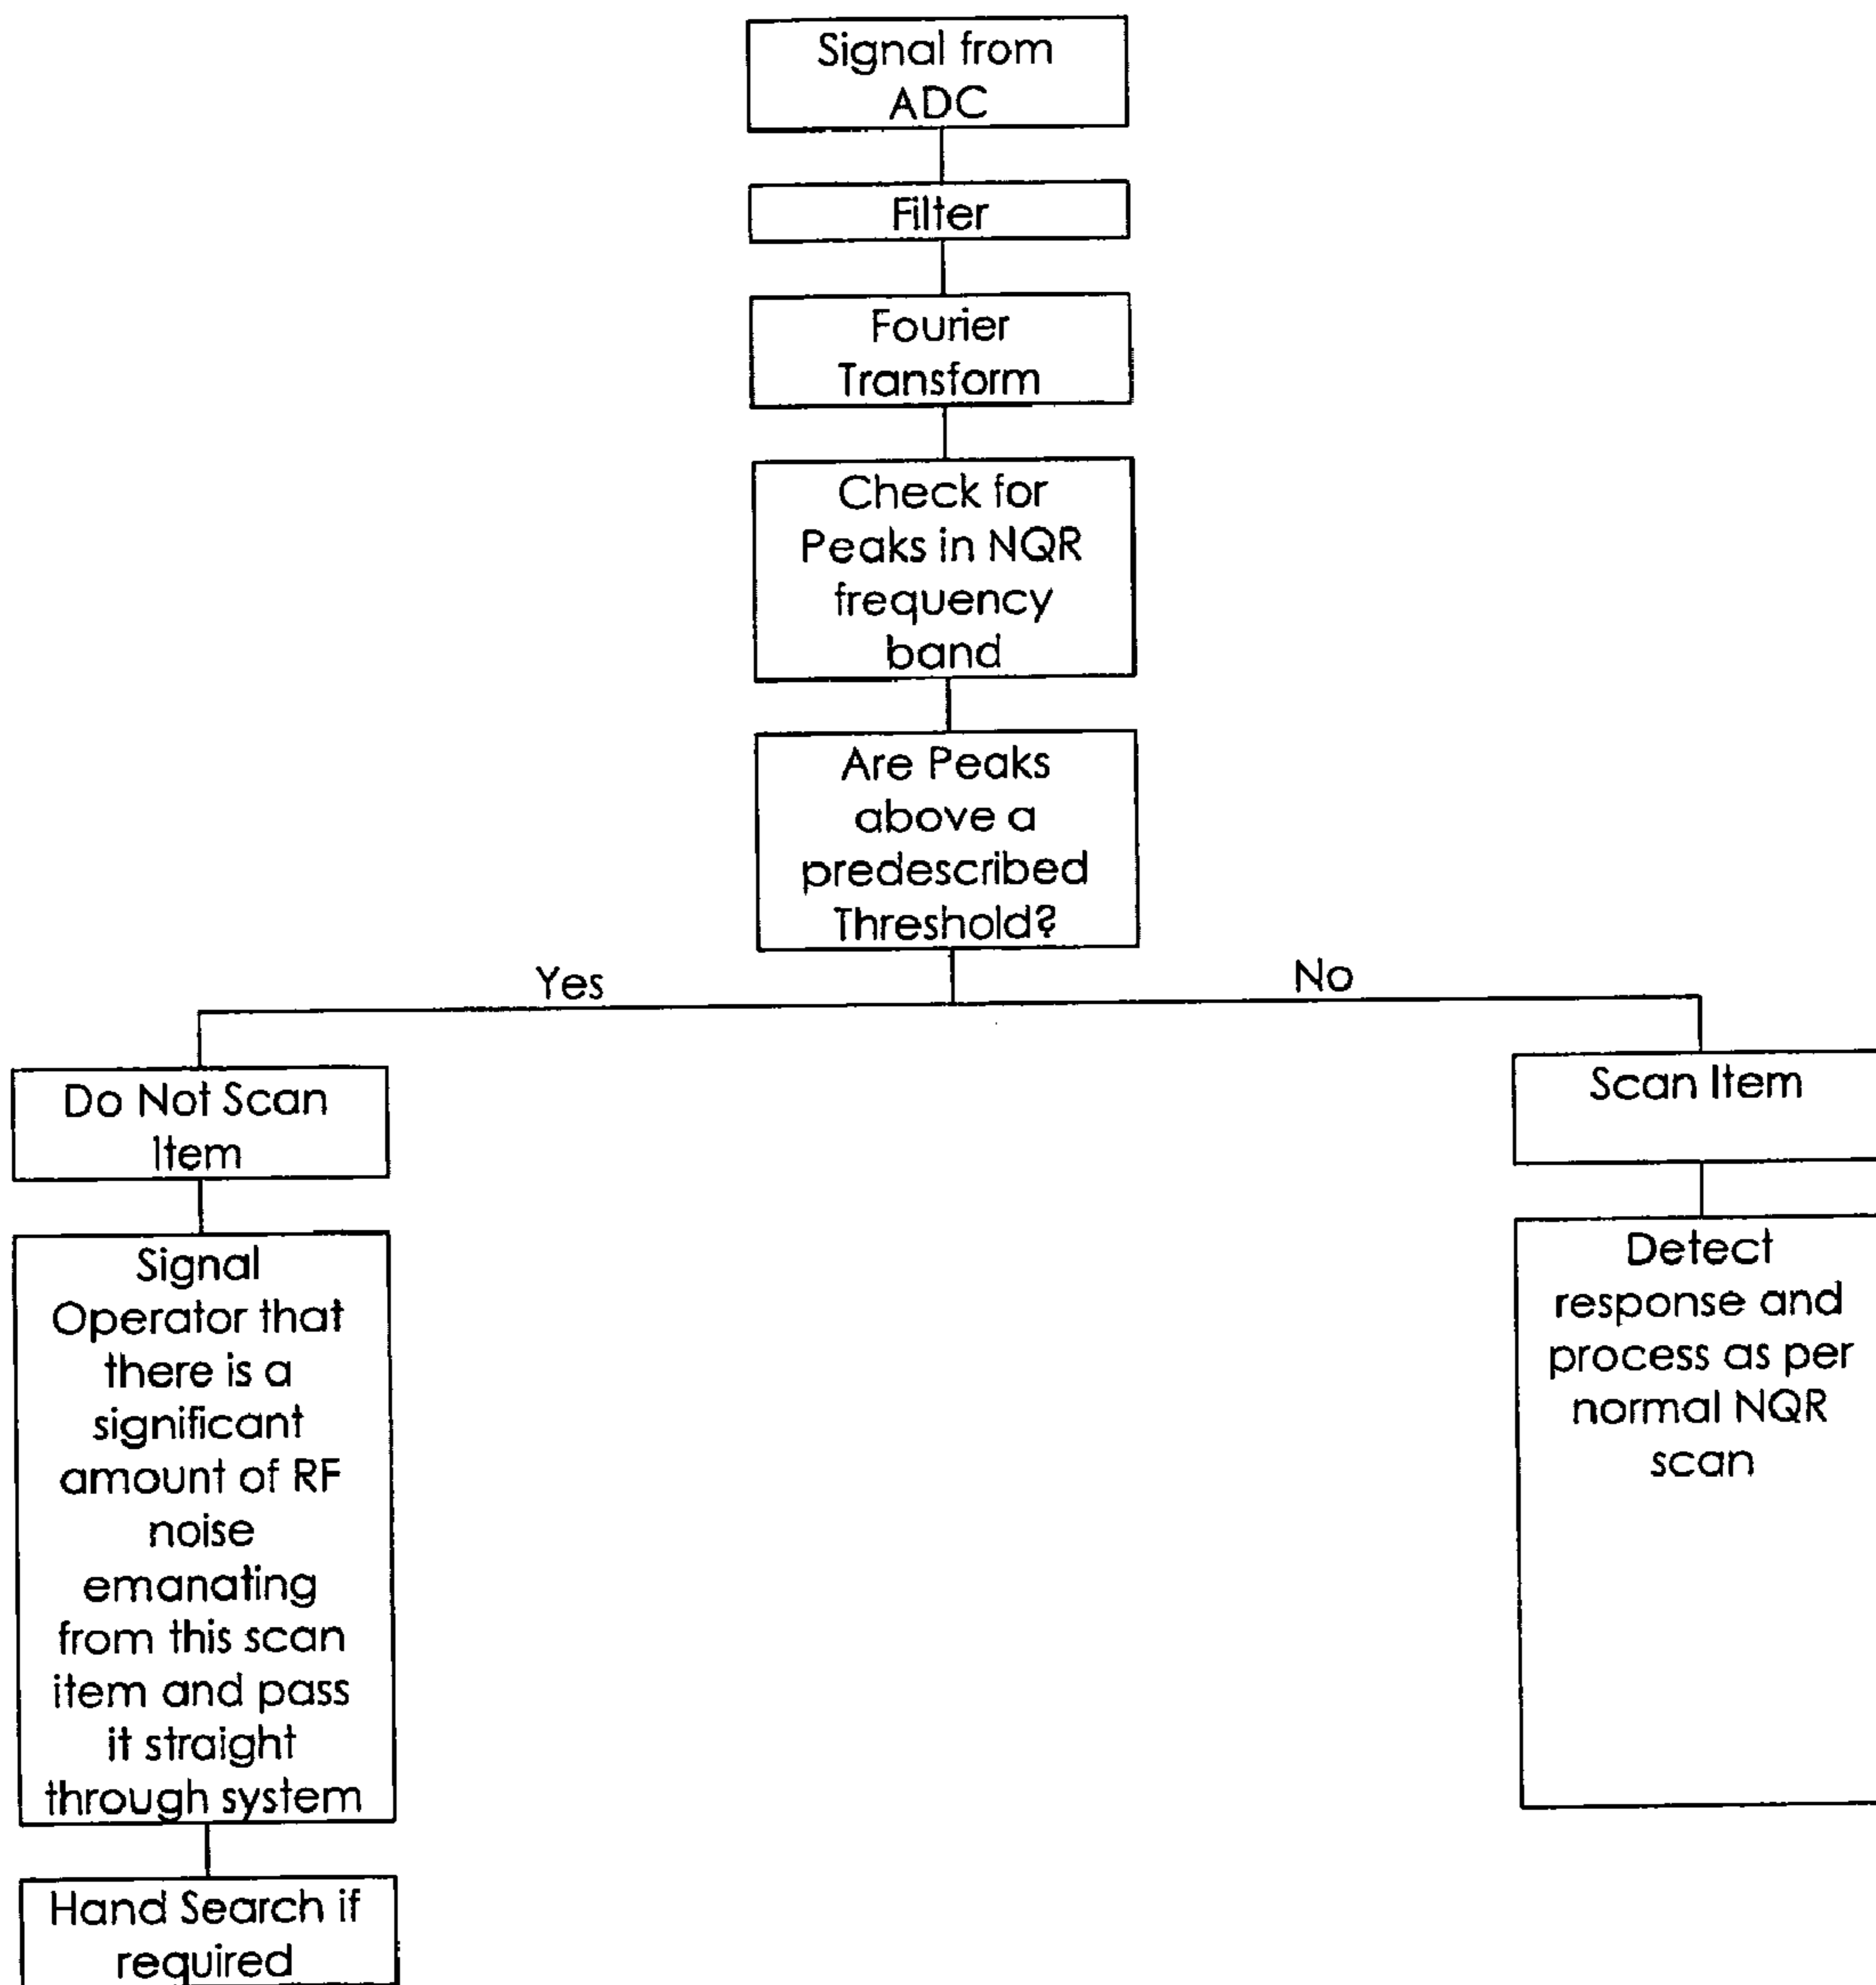 Signal from
ADC
Filter
Fourier
Transform
Check for
Peaks in NQR
frequency
band
Are Peaks
above a
predescribed
Threshold?
Yes
No
Do Not Scan
Item
Signal
Operator that
there is a
significant
amount of RF
noise
emanating
from this scan
item and pass
it straight
through system
Hand Search if
required
Scan Item
Detect
response and
process as per
normal NQR
scan